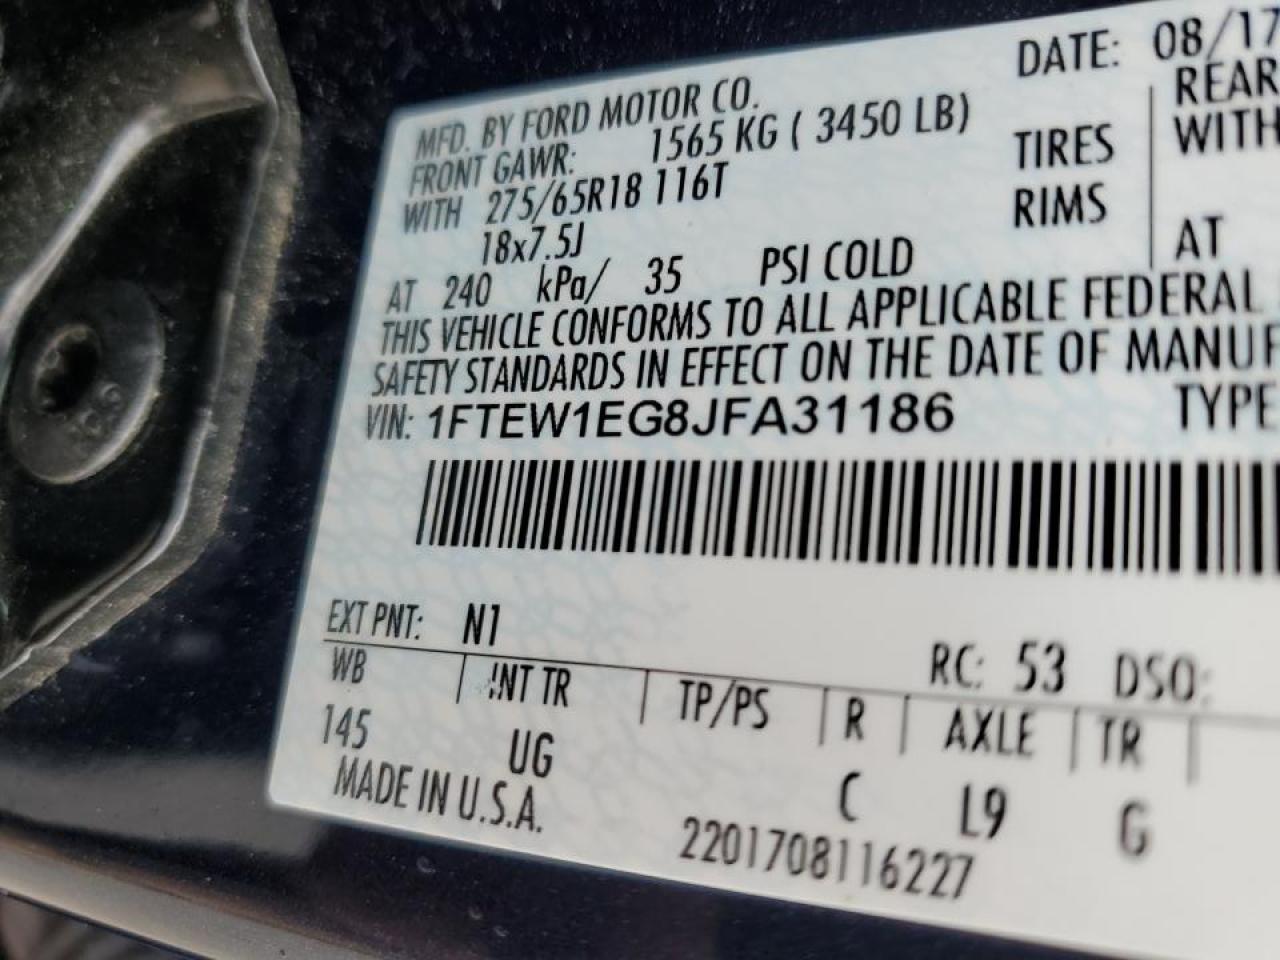 DATE: 08/17
MFD. BY FORD MOTOR CO.
FRONT GAWR: 1565 KG ( 3450 LB) REAR
WITH 275/65R18 116T TIRES WITH
18x7.5J RIMS
AT 240 kPa/ 35 PSI COLD AT
THIS VEHICLE CONFORMS TO ALL APPLICABLE FEDERAL
SAFETY STANDARDS IN EFFECT ON THE DATE OF MANUF
VIN: 1FTEW1EG8JFA31186 TYPE
EXT PNT: N1 RC: 53 DSO:
WB INT TR TP/PS R AXLE TR
145 UG C L9 G
MADE IN U.S.A. 2201708116227